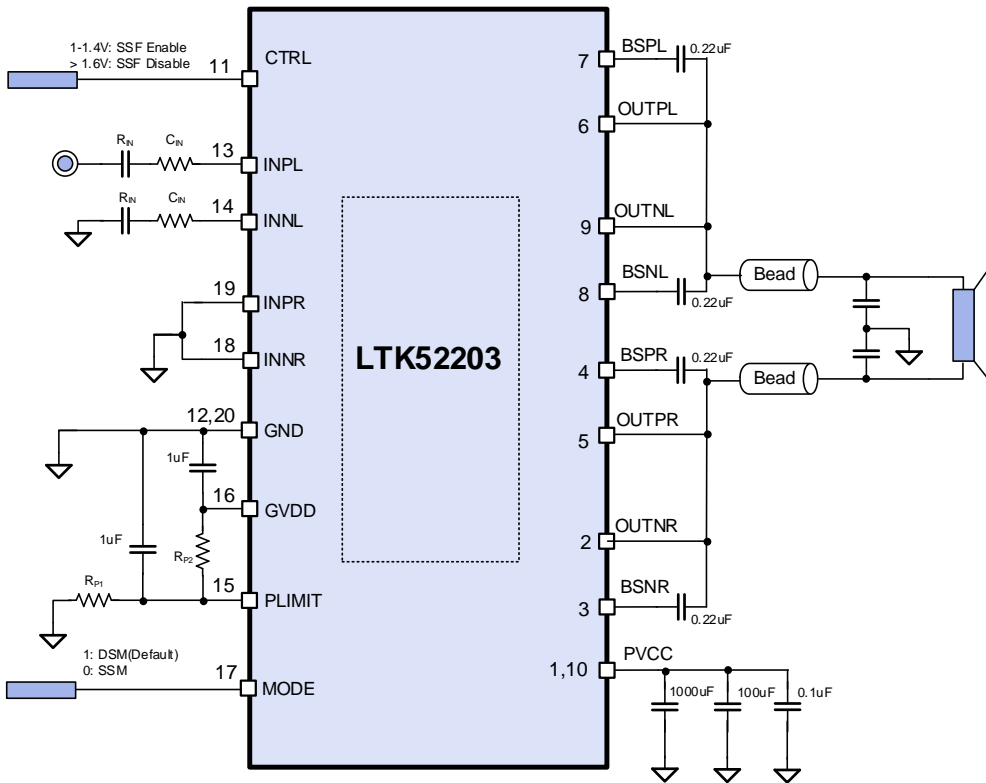 1-1.4V: SSF Enable
> 1.6V: SSF Disable
11
CTRL
RIN
CIN
13
INPL
RIN
CIN
14
INNL
19
INPR
18
INNR
12,20
GND
1uF
16
GVDD
1uF
RP2
RP1
15
PLIMIT
1: DSM(Default)
0: SSM
17
MODE
LTK52203
7
BSPL
0.22uF
6
OUTPL
9
OUTNL
8
BSNL
0.22uF
Bead
4
BSPR
0.22uF
Bead
5
OUTPR
2
OUTNR
3
BSNR
0.22uF
1,10
PVCC
1000uF
100uF
0.1uF